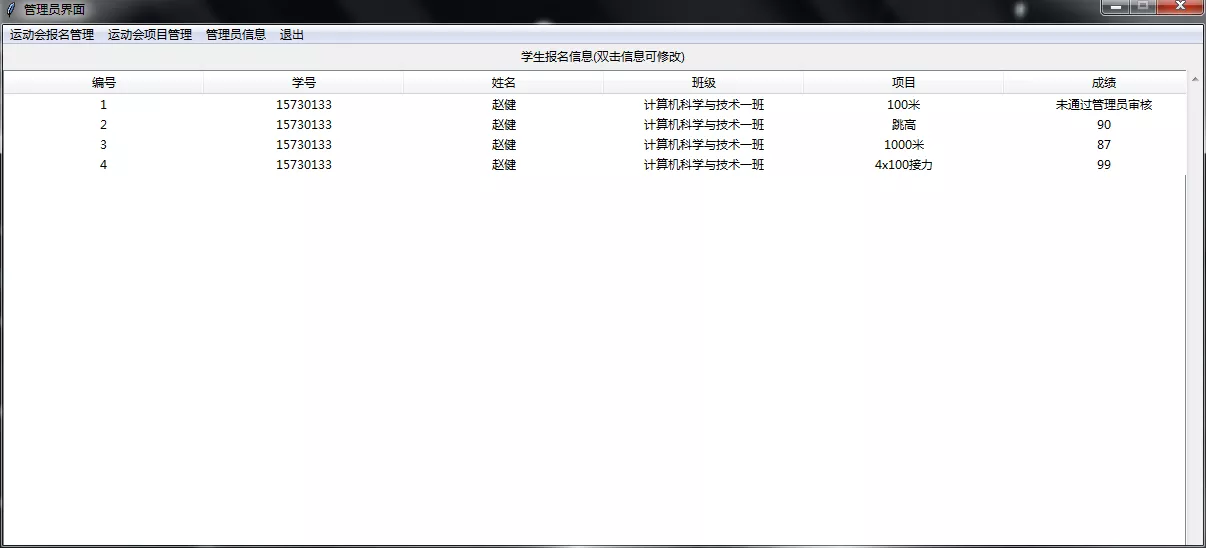 管理员界面
运动会报名管理 运动会项目管理 管理员信息 退出
学生报名信息(双击信息可修改)
编号 学号 姓名 班级 项目 成绩
1 15730133 赵健 计算机科学与技术一班 100米 未通过管理员审核
2 15730133 赵健 计算机科学与技术一班 跳高 90
3 15730133 赵健 计算机科学与技术一班 1000米 87
4 15730133 赵健 计算机科学与技术一班 4x100接力 99